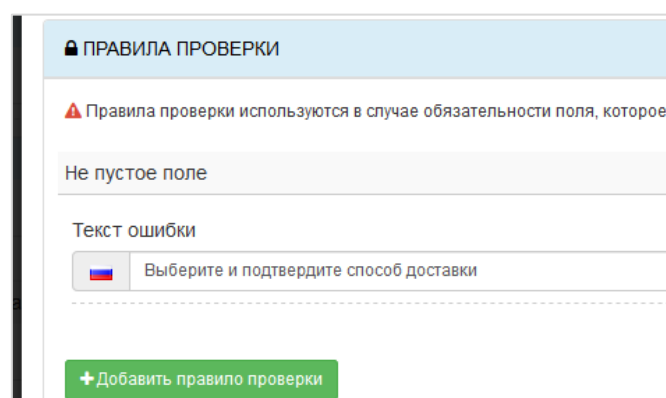 ПРАВИЛА ПРОВЕРКИ
Правила проверки используются в случае обязательности поля, которое
Не пустое поле
Текст ошибки
Выберите и подтвердите способ доставки
а
Добавить правило проверки